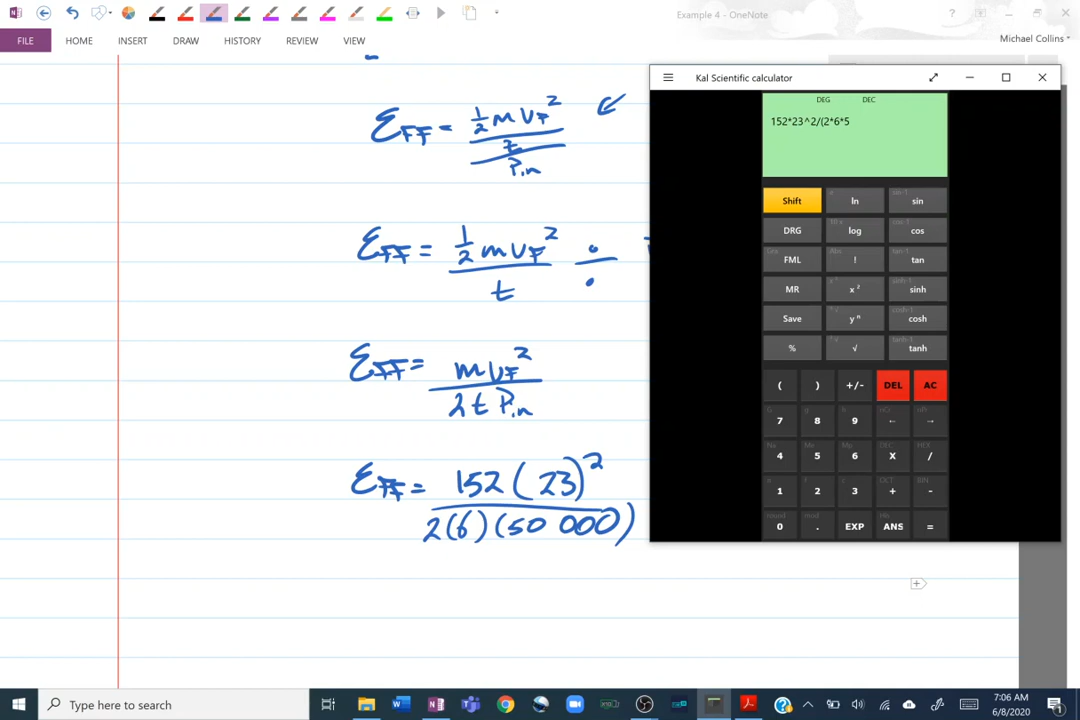 Example 4 - OneNote
?
FILE HOME INSERT DRAW HISTORY REVIEW VIEW
Michael Collins
Kal Scientific calculator
DEG DEC
152*23^2/(2*6*5
Shift ln sin
DRG log cos
FML ! tan
MR x² sinh
Save yⁿ cosh
% √ tanh
( ) +/- DEL AC
7 8 9 ← →
4 5 6 X /
1 2 3 + -
0 . EXP ANS =
Eff = ½mvf²
t
Pin
Eff = ½mvf² ÷
t
Eff = mvf²
2t Pin
Eff = 152(23)²
2(6)(50 000)
Type here to search
7:06 AM
6/8/2020